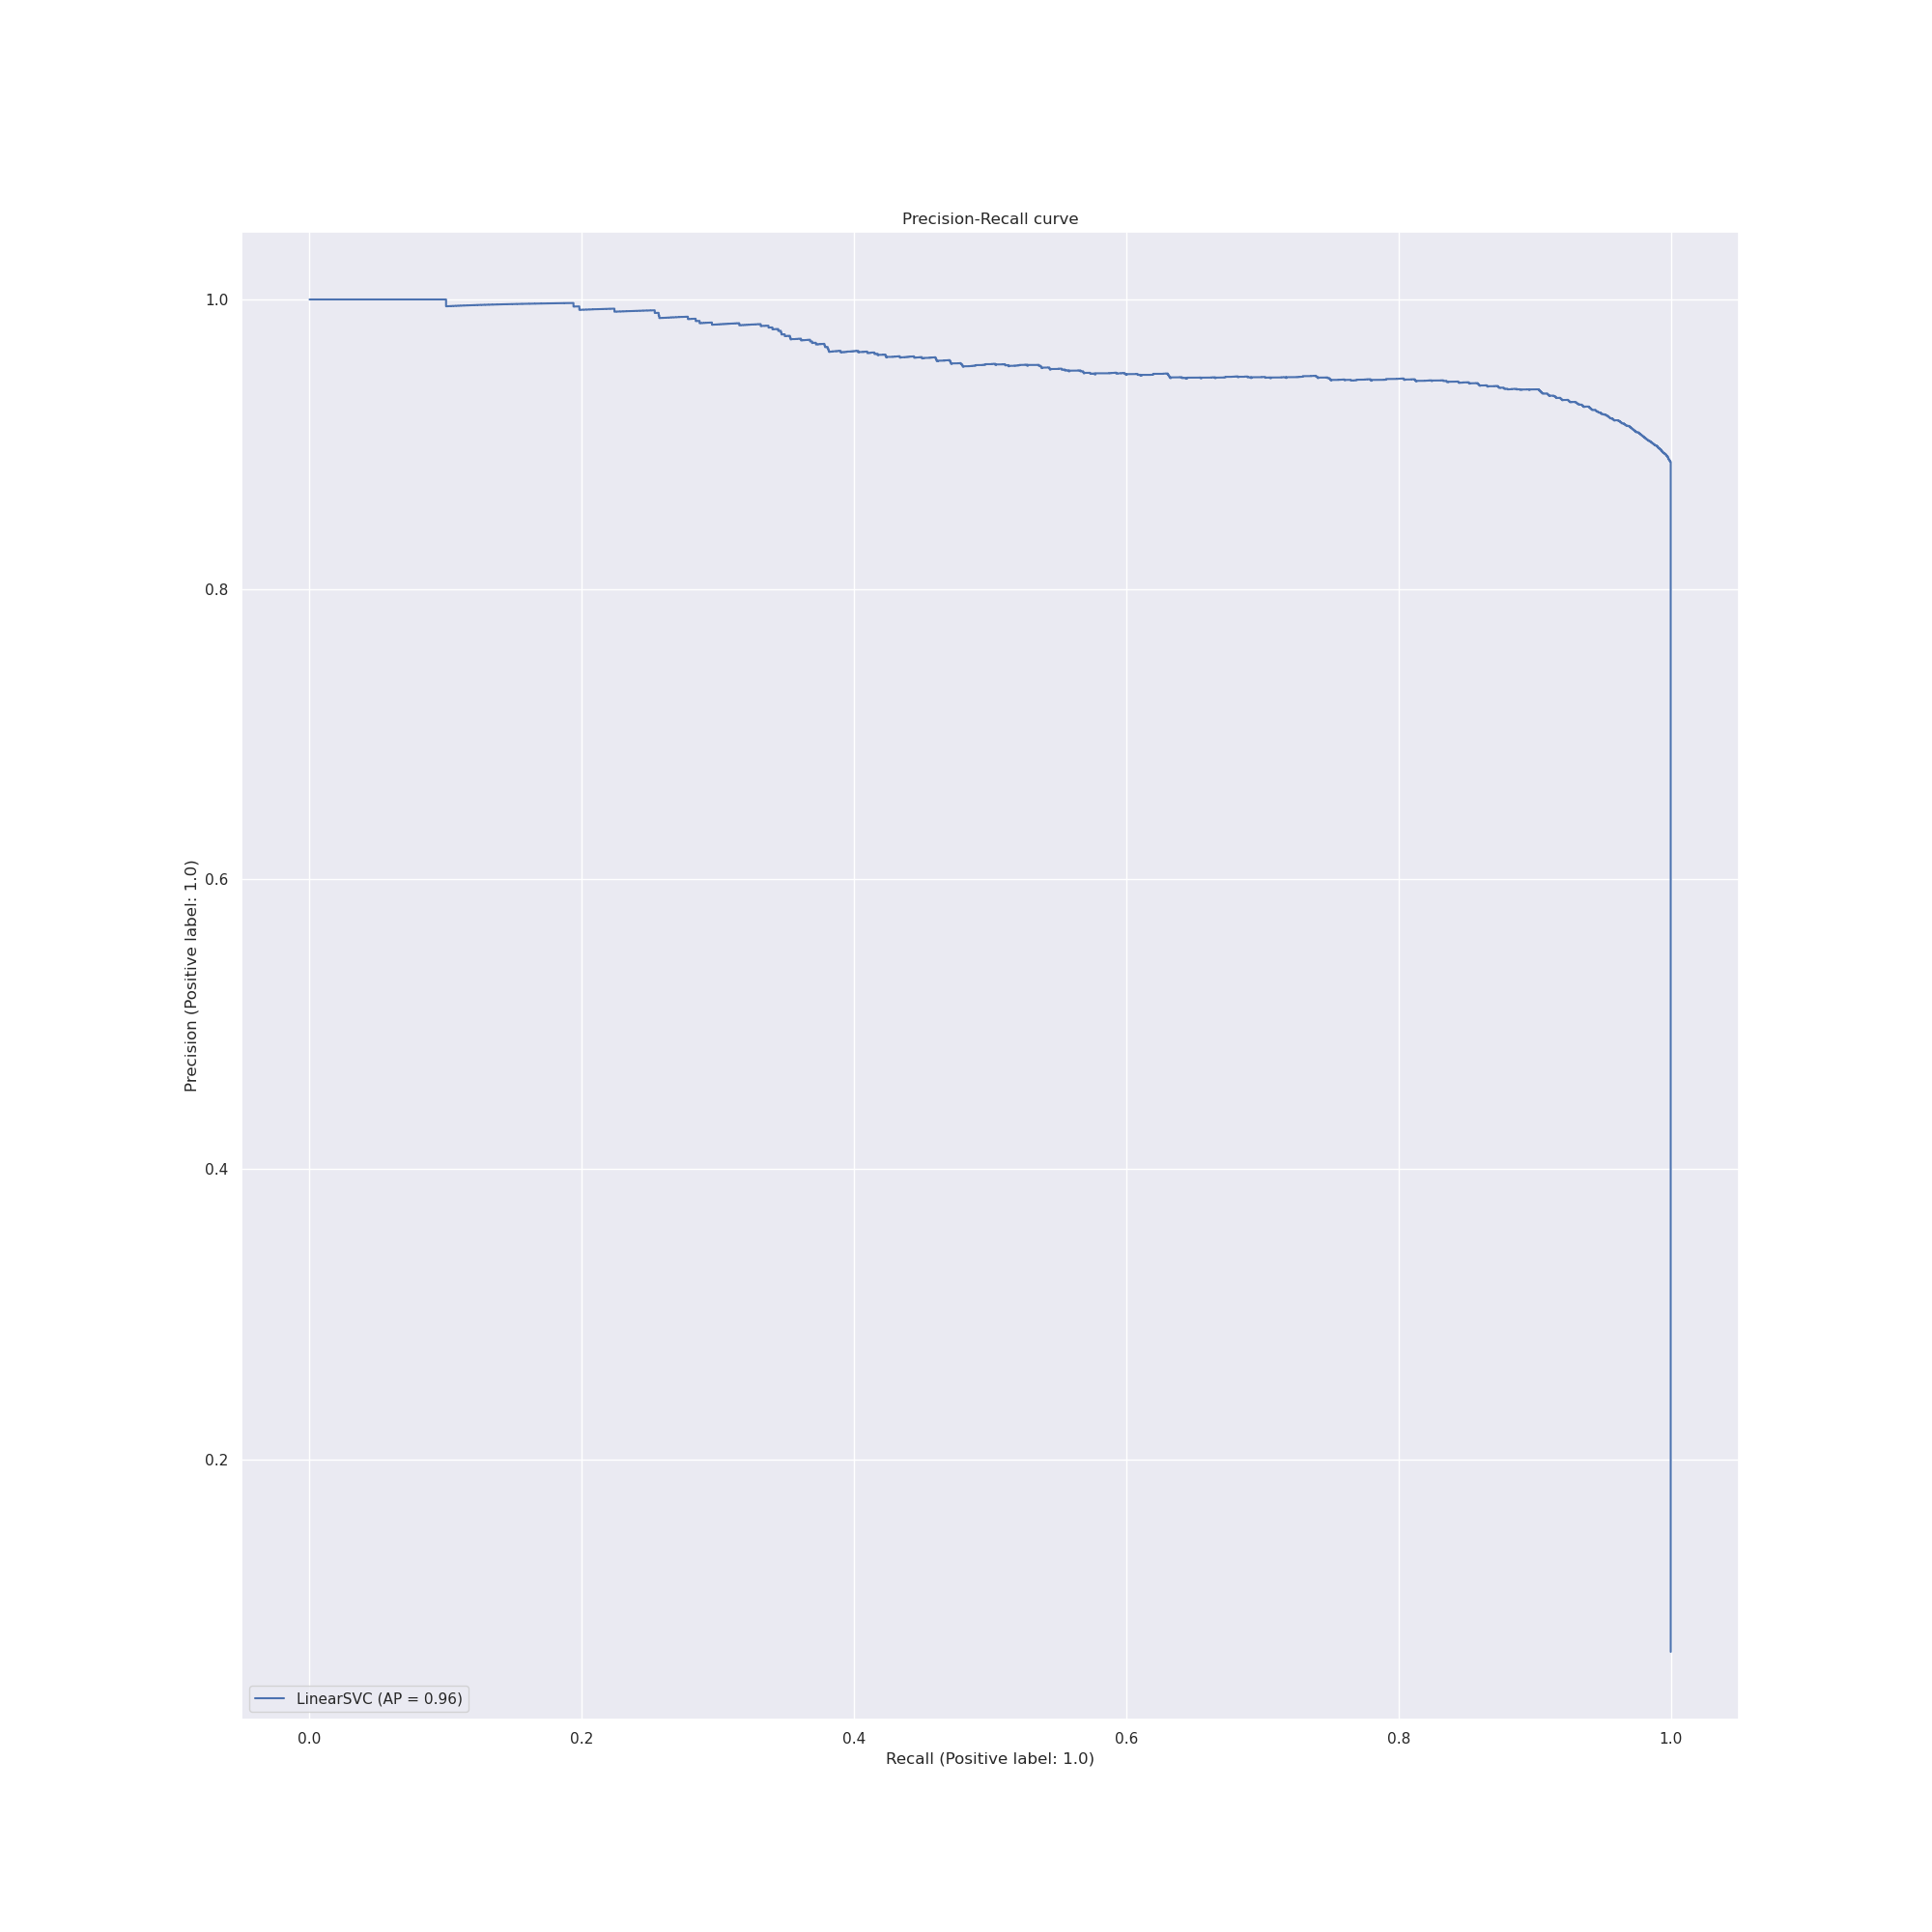 Precision-Recall curve
1.0
0.8
0.6
0.4
0.2
Precision (Positive label: 1.0)
LinearSVC (AP = 0.96)
0.0 0.2 0.4 0.6 0.8 1.0
Recall (Positive label: 1.0)